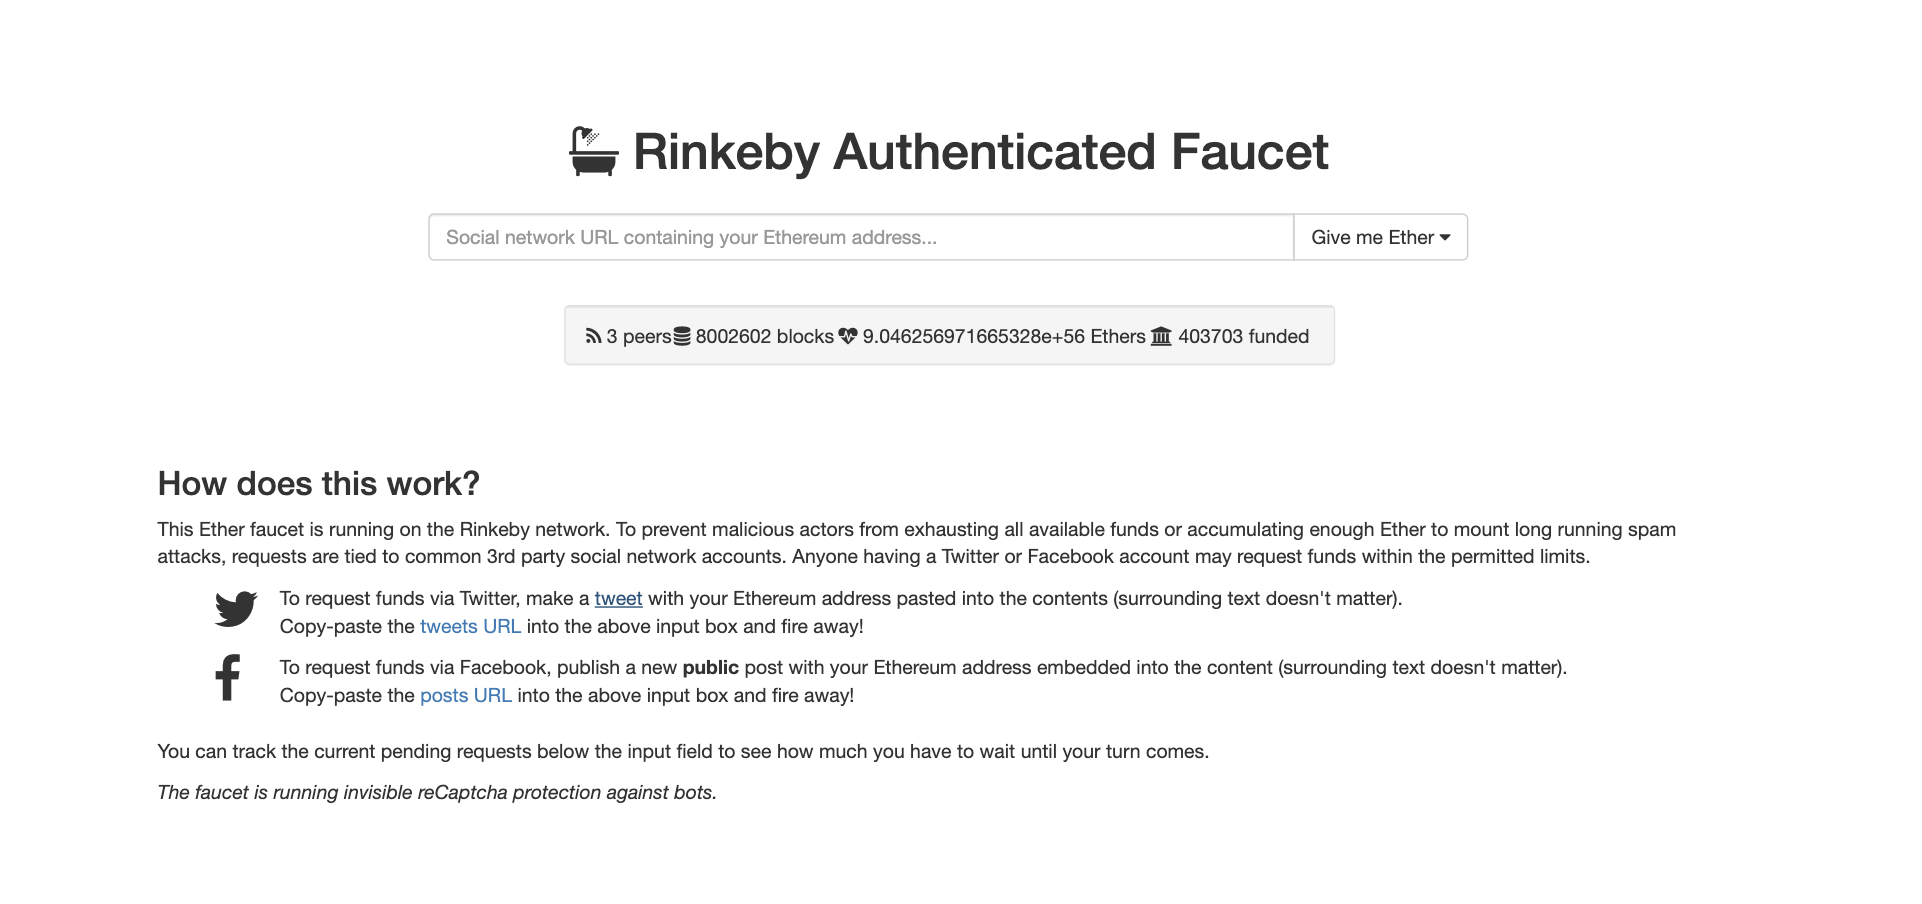 Rinkeby Authenticated Faucet
Social network URL containing your Ethereum address...
Give me Ether
3 peers 8002602 blocks 9.046256971665328e+56 Ethers 403703 funded
How does this work?
This Ether faucet is running on the Rinkeby network. To prevent malicious actors from exhausting all available funds or accumulating enough Ether to mount long running spam
attacks, requests are tied to common 3rd party social network accounts. Anyone having a Twitter or Facebook account may request funds within the permitted limits.
To request funds via Twitter, make a tweet with your Ethereum address pasted into the contents (surrounding text doesn't matter).
Copy-paste the tweets URL into the above input box and fire away!
To request funds via Facebook, publish a new public post with your Ethereum address embedded into the content (surrounding text doesn't matter).
Copy-paste the posts URL into the above input box and fire away!
You can track the current pending requests below the input field to see how much you have to wait until your turn comes.
The faucet is running invisible reCaptcha protection against bots.